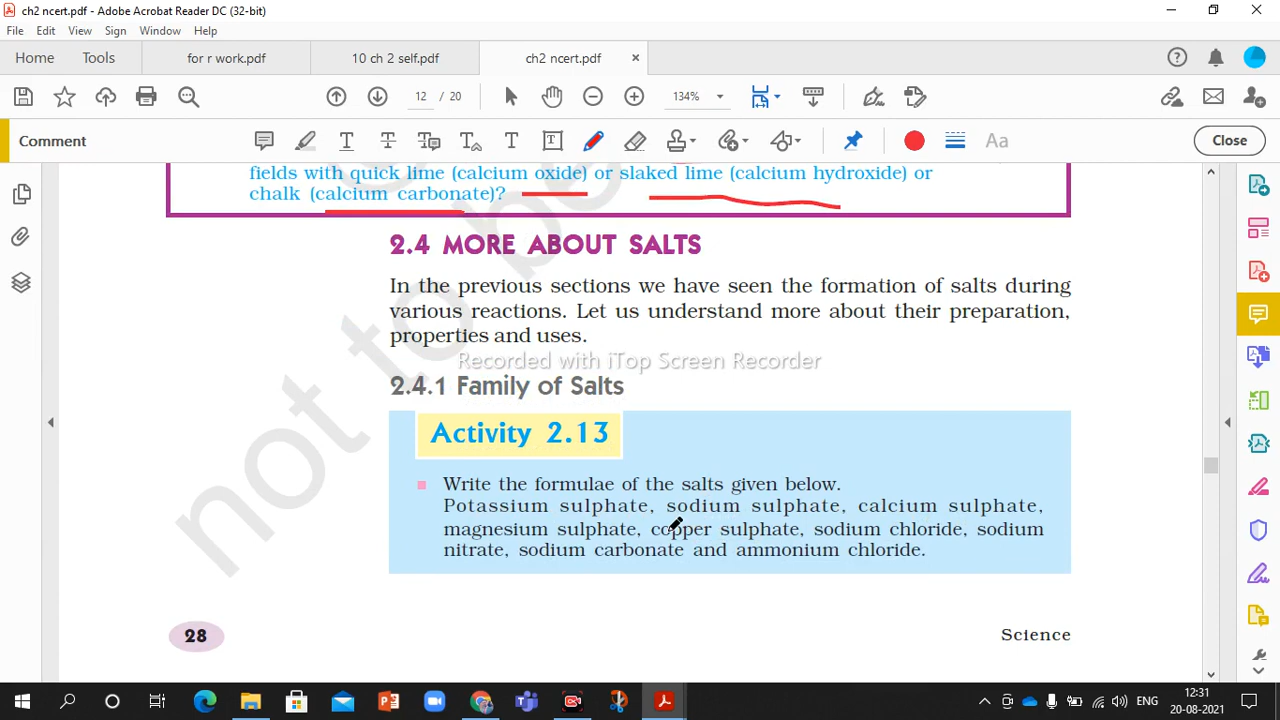 ch2 ncert.pdf - Adobe Acrobat Reader DC (32-bit)
File Edit View Sign Window Help
Home Tools for r work.pdf 10 ch 2 self.pdf ch2 ncert.pdf
12 / 20 134%
Comment Aa Close
fields with quick lime (calcium oxide) or slaked lime (calcium hydroxide) or
chalk (calcium carbonate)?
2.4 MORE ABOUT SALTS
In the previous sections we have seen the formation of salts during
various reactions. Let us understand more about their preparation,
properties and uses.
Recorded with iTop Screen Recorder
2.4.1 Family of Salts
Activity 2.13
Write the formulae of the salts given below.
Potassium sulphate, sodium sulphate, calcium sulphate,
magnesium sulphate, copper sulphate, sodium chloride, sodium
nitrate, sodium carbonate and ammonium chloride.
not to be
28 Science
ENG 12:31
20-08-2021